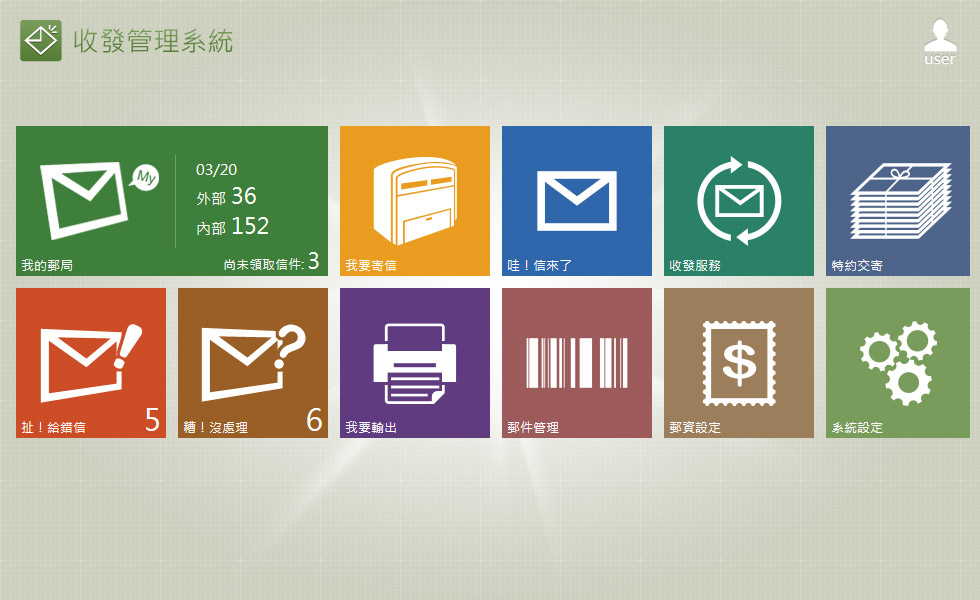 收發管理系統
user
My
03/20
外部 36
內部 152
我的郵局
尚未領取信件: 3
我要寄信
哇！信來了
收發服務
特約交寄
扯！給錯信
5
糟！沒處理
6
我要輸出
郵件管理
$
郵資設定
系統設定